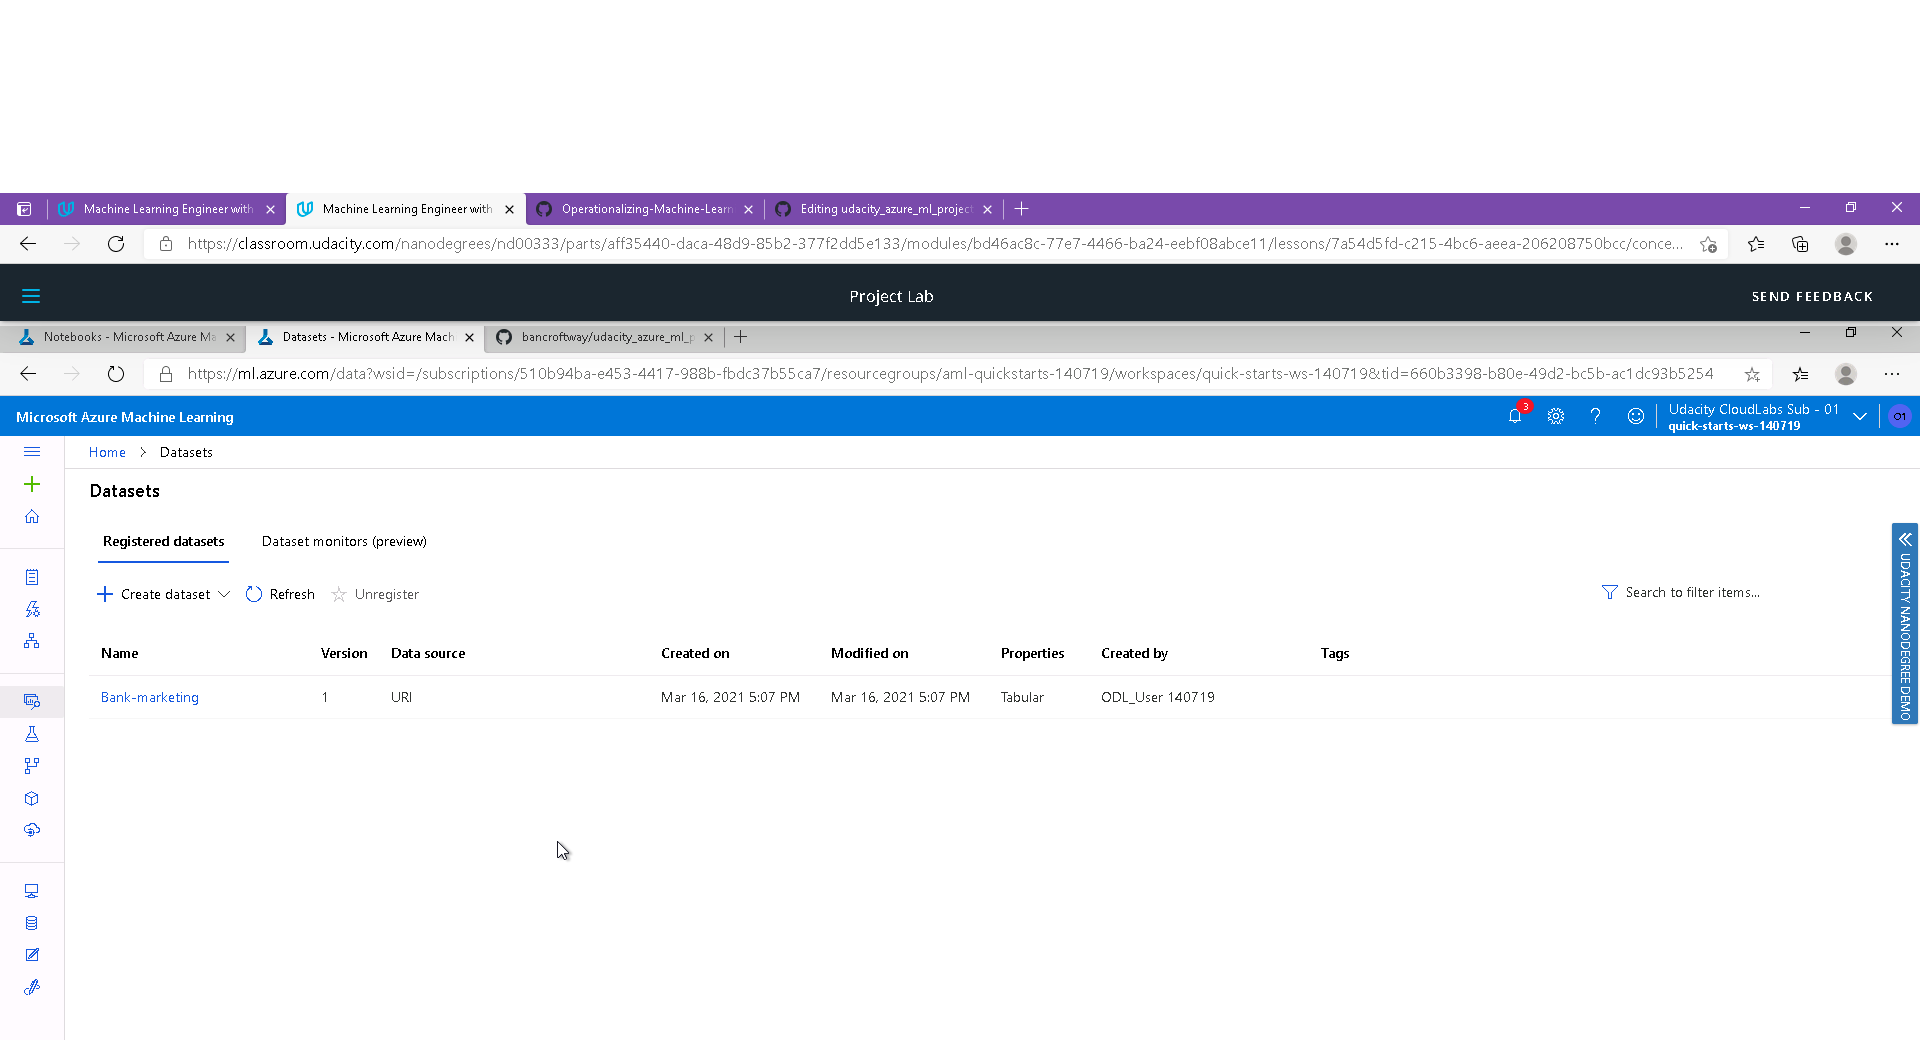 Machine Learning Engineer with
Machine Learning Engineer with
Operationalizing-Machine-Learn
Editing udacity_azure_ml_project
https://classroom.udacity.com/nanodegrees/nd00333/parts/aff35440-daca-48d9-85b2-377f2dd5e133/modules/bd46ac8c-77e7-4466-ba24-eebf08abce11/lessons/7a54d5fd-c215-4bc6-aeea-206208750bcc/conce...
Project Lab
SEND FEEDBACK
Notebooks - Microsoft Azure Ma
Datasets - Microsoft Azure Mach
bancroftway/udacity_azure_ml_p
https://ml.azure.com/data?wsid=/subscriptions/510b94ba-e453-4417-988b-fbdc37b55ca7/resourcegroups/aml-quickstarts-140719/workspaces/quick-starts-ws-140719&tid=660b3398-b80e-49d2-bc5b-ac1dc93b5254
Microsoft Azure Machine Learning
3
Udacity CloudLabs Sub - 01
quick-starts-ws-140719
01
Home > Datasets
Datasets
Registered datasets Dataset monitors (preview)
Create dataset Refresh Unregister
Search to filter items...
UDACITY NANODEGREE DEMO
Name Version Data source Created on Modified on Properties Created by Tags
Bank-marketing 1 URI Mar 16, 2021 5:07 PM Mar 16, 2021 5:07 PM Tabular ODL_User 140719